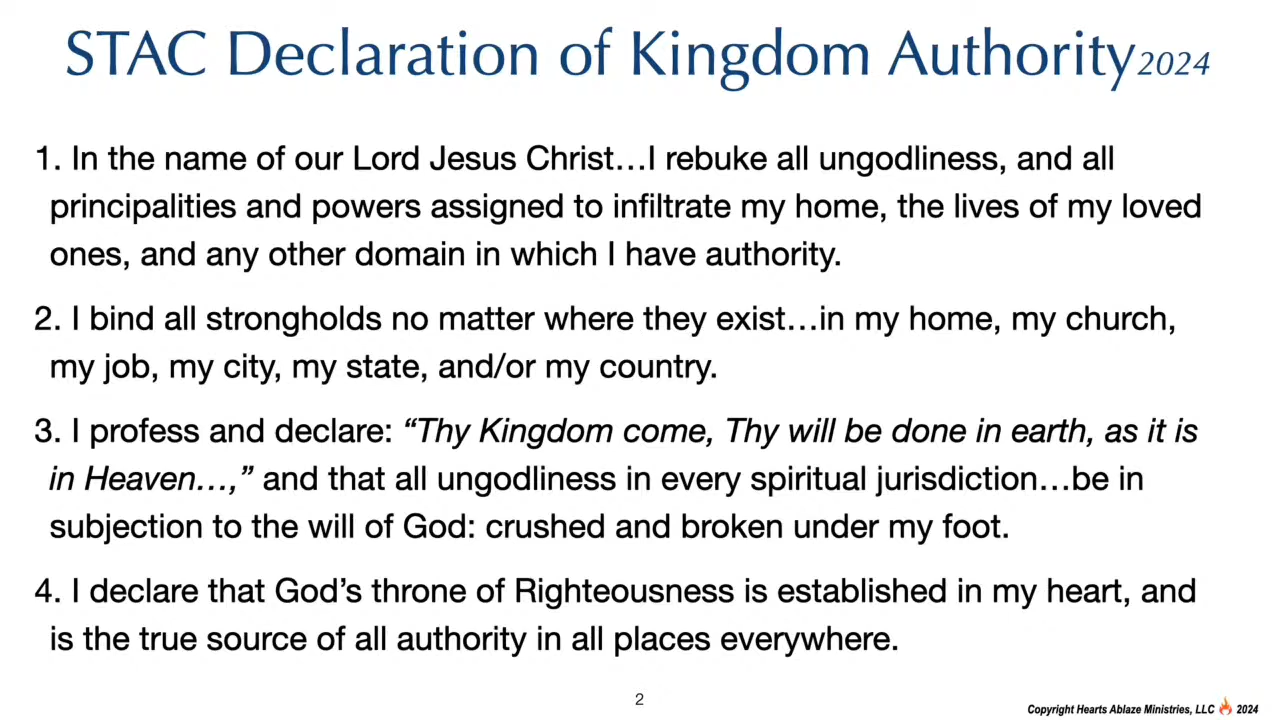 STAC Declaration of Kingdom Authority 2024
1. In the name of our Lord Jesus Christ…I rebuke all ungodliness, and all
principalities and powers assigned to infiltrate my home, the lives of my loved
ones, and any other domain in which I have authority.
2. I bind all strongholds no matter where they exist…in my home, my church,
my job, my city, my state, and/or my country.
3. I profess and declare: “Thy Kingdom come, Thy will be done in earth, as it is
in Heaven…,” and that all ungodliness in every spiritual jurisdiction…be in
subjection to the will of God: crushed and broken under my foot.
4. I declare that God’s throne of Righteousness is established in my heart, and
is the true source of all authority in all places everywhere.
2
Copyright Hearts Ablaze Ministries, LLC 🔥 2024